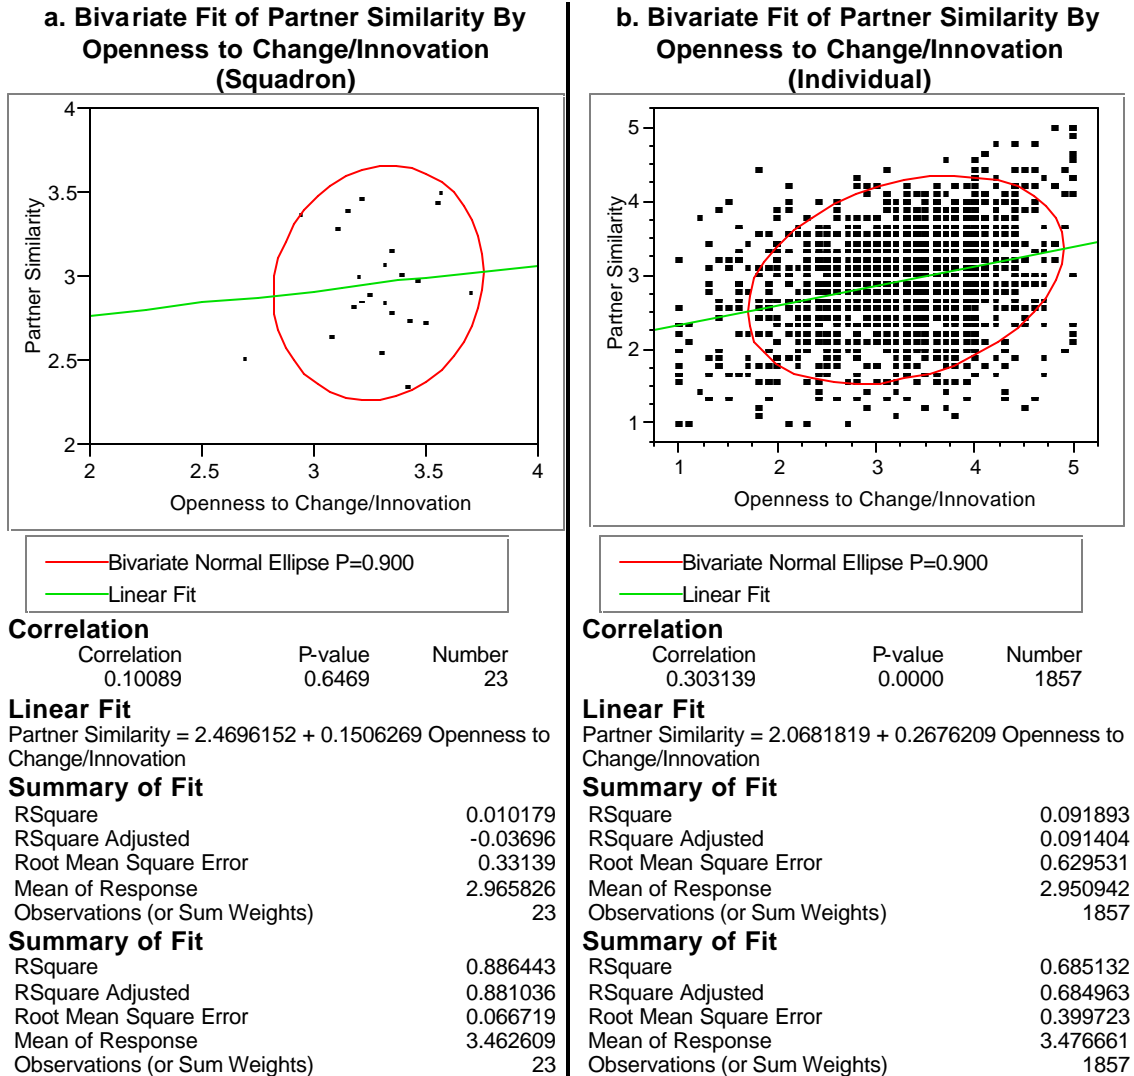 a. Bivariate Fit of Partner Similarity By
Openness to Change/Innovation
(Squadron)
4
3.5
3
2.5
2
Partner Similarity
2
2.5
3
3.5
4
Openness to Change/Innovation
Bivariate Normal Ellipse P=0.900
Linear Fit
Correlation
Correlation P-value Number
0.10089 0.6469 23
Linear Fit
Partner Similarity = 2.4696152 + 0.1506269 Openness to
Change/Innovation
Summary of Fit
RSquare 0.010179
RSquare Adjusted -0.03696
Root Mean Square Error 0.33139
Mean of Response 2.965826
Observations (or Sum Weights) 23
Summary of Fit
RSquare 0.886443
RSquare Adjusted 0.881036
Root Mean Square Error 0.066719
Mean of Response 3.462609
Observations (or Sum Weights) 23
b. Bivariate Fit of Partner Similarity By
Openness to Change/Innovation
(Individual)
5
4
3
2
1
Partner Similarity
1
2
3
4
5
Openness to Change/Innovation
Bivariate Normal Ellipse P=0.900
Linear Fit
Correlation
Correlation P-value Number
0.303139 0.0000 1857
Linear Fit
Partner Similarity = 2.0681819 + 0.2676209 Openness to
Change/Innovation
Summary of Fit
RSquare 0.091893
RSquare Adjusted 0.091404
Root Mean Square Error 0.629531
Mean of Response 2.950942
Observations (or Sum Weights) 1857
Summary of Fit
RSquare 0.685132
RSquare Adjusted 0.684963
Root Mean Square Error 0.399723
Mean of Response 3.476661
Observations (or Sum Weights) 1857